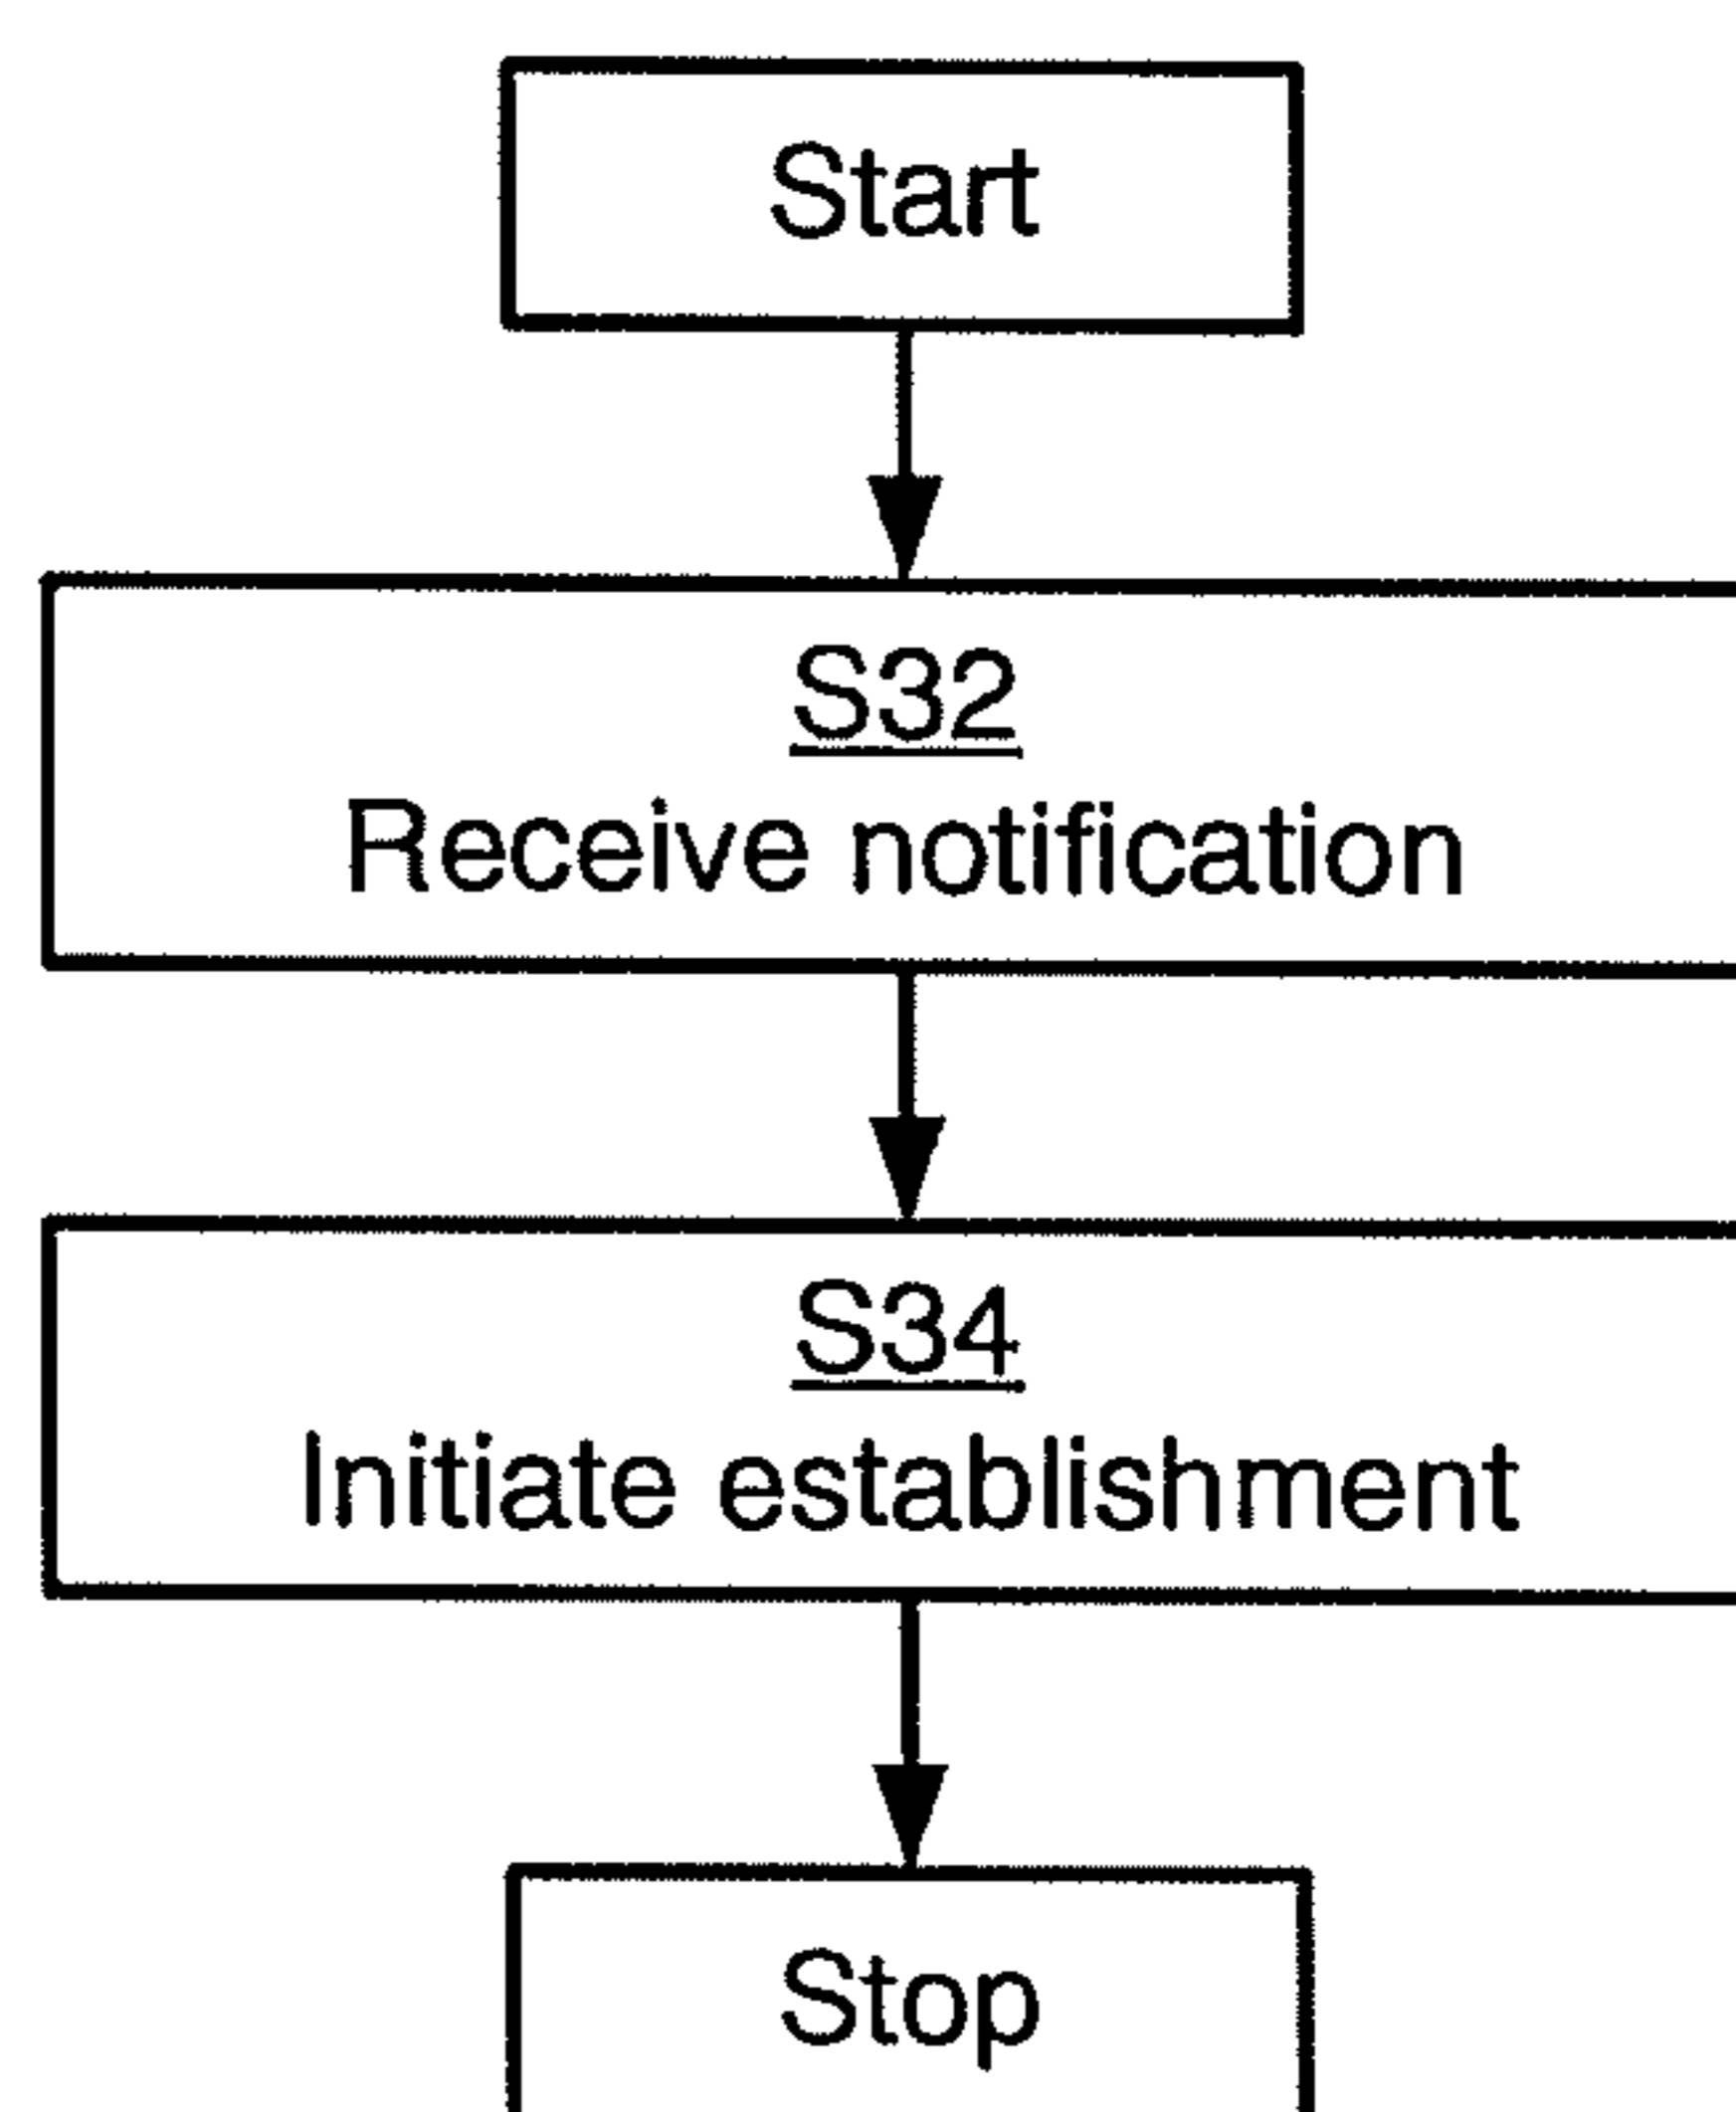 Start
S32
Receive notification
S34
Initiate establishment
Stop